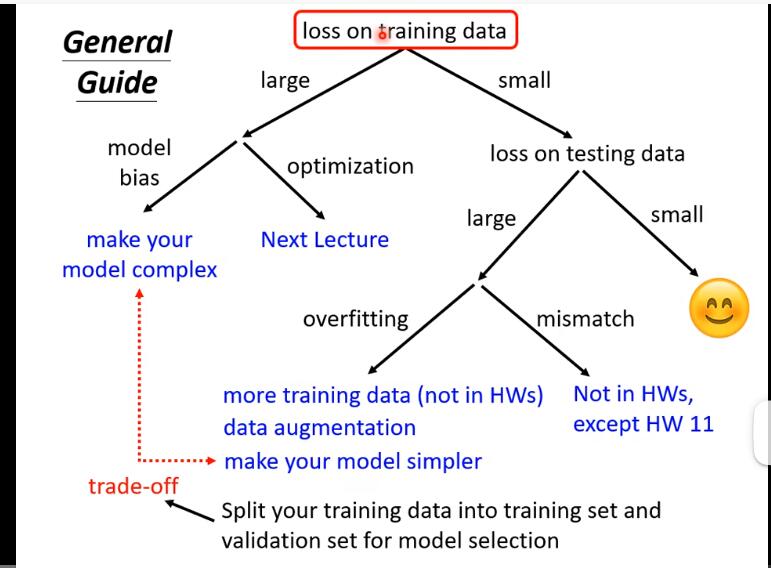 General
Guide
loss on training data
large
small
model
bias
optimization
loss on testing data
make your
model complex
Next Lecture
large
small
overfitting
mismatch
more training data (not in HWs)
data augmentation
make your model simpler
Not in HWs,
except HW 11
trade-off
Split your training data into training set and
validation set for model selection